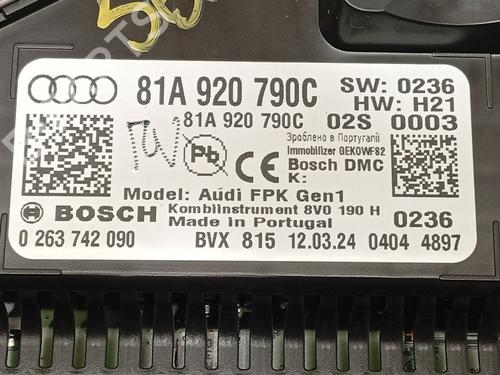 81A 920 790C
SW: 0236
HW: H21
81A 920 790C
02S 0003
Зроблено в Португалії
Immobilizer GEKOWF82
Pb
CE
Bosch DMC
K:
Model: Audi FPK Gen1
BOSCH
Kombiinstrument 8V0 190 H
0236
Made in Portugal
0 263 742 090
BVX 815 12.03.24 0404 4897